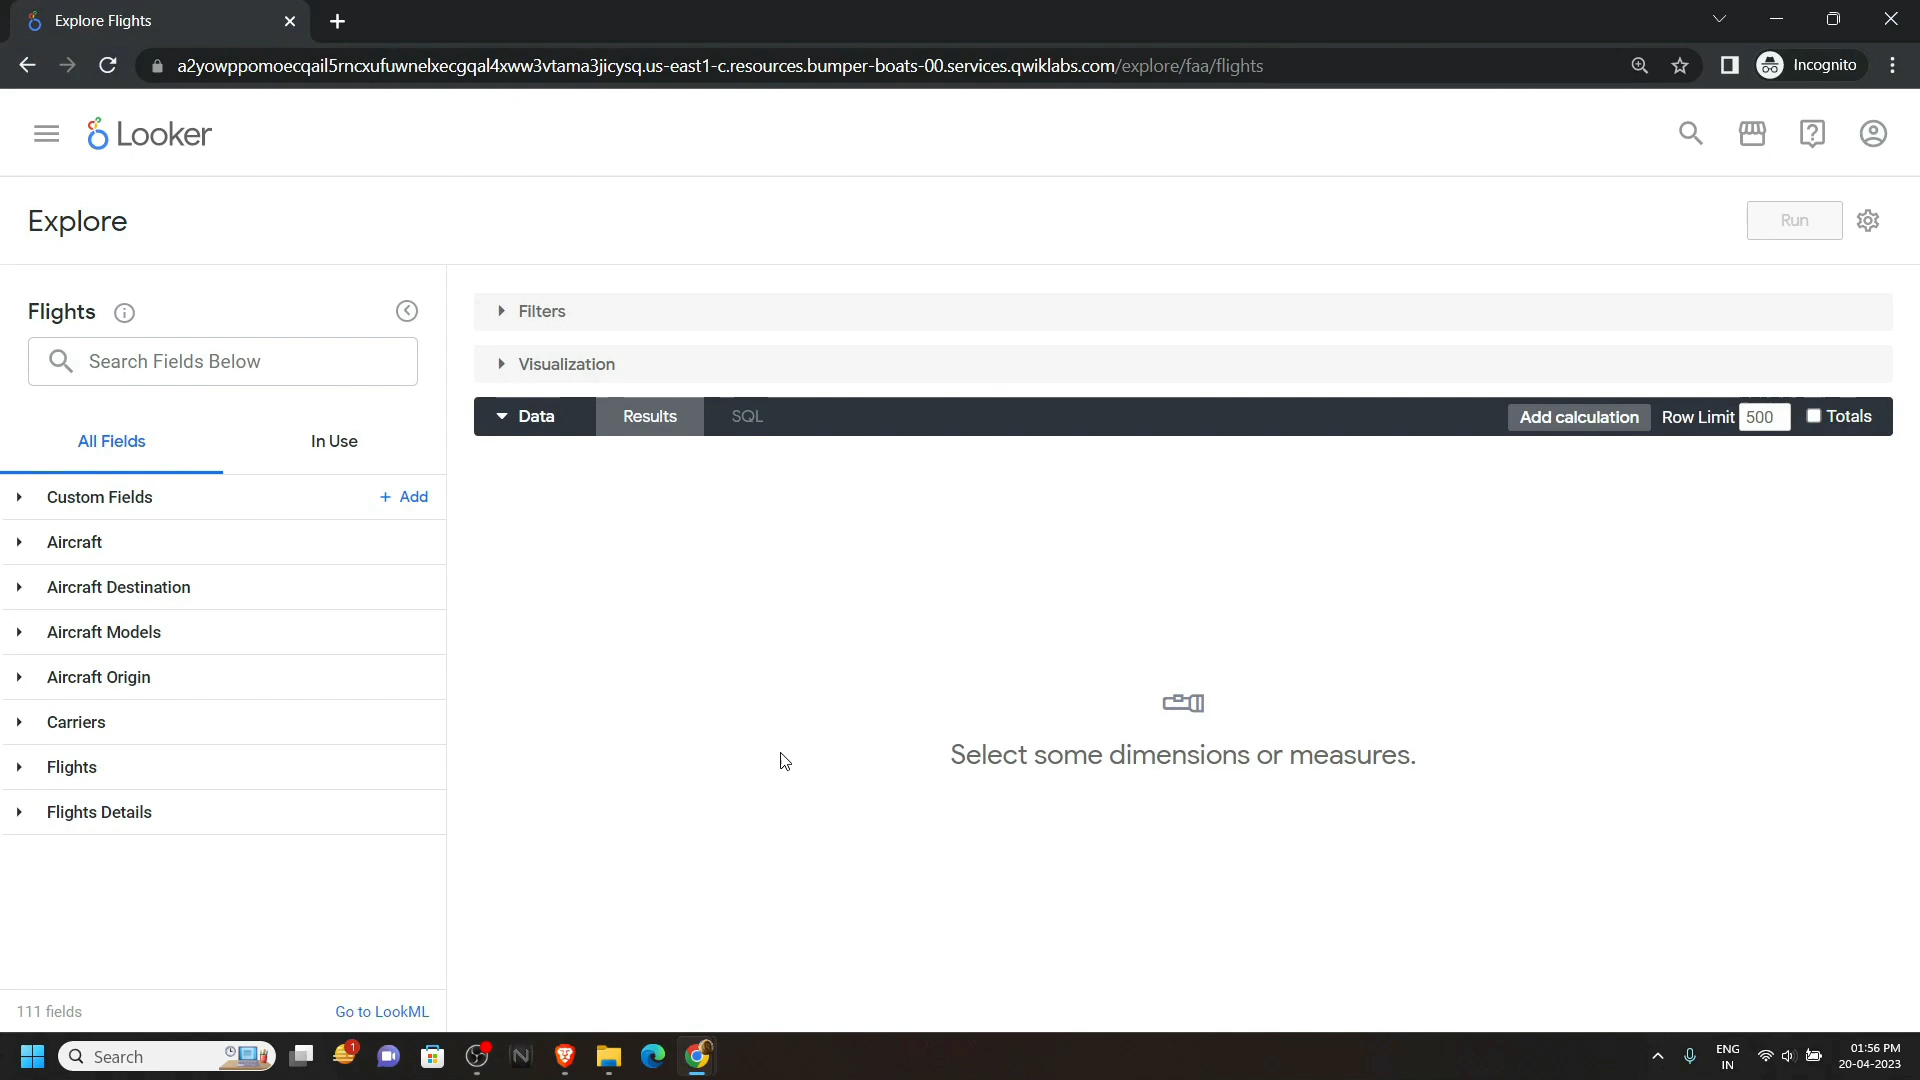 Explore Flights
a2yowppomoecqail5rncxufuwnelxecgqal4xww3vtama3jicysq.us-east1-c.resources.bumper-boats-00.services.qwiklabs.com/explore/faa/flights
Incognito
Looker
Explore
Run
Flights
Search Fields Below
All Fields
In Use
Custom Fields
+ Add
Aircraft
Aircraft Destination
Aircraft Models
Aircraft Origin
Carriers
Flights
Flights Details
111 fields
Go to LookML
Filters
Visualization
Data
Results
SQL
Add calculation
Row Limit
500
Totals
Select some dimensions or measures.
Search
1
ENG
IN
01:56 PM
20-04-2023